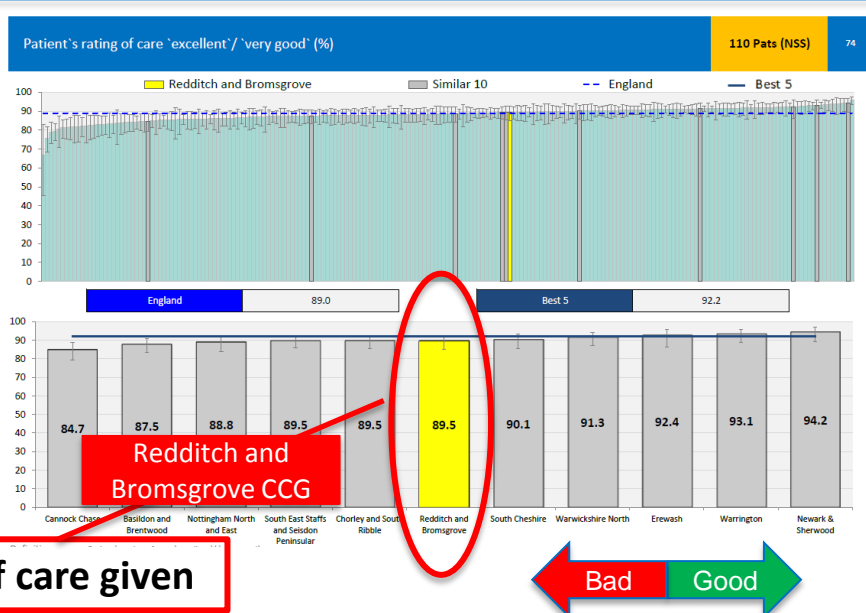 Patient`s rating of care `excellent`/ `very good` (%)
110 Pats (NSS)
74
Redditch and Bromsgrove
Similar 10
England
Best 5
100
90
80
70
60
50
40
30
20
10
0
England
89.0
Best 5
92.2
100
90
80
70
60
50
40
30
20
10
0
84.7
87.5
88.8
89.5
89.5
89.5
90.1
91.3
92.4
93.1
94.2
Redditch and
Bromsgrove CCG
Cannock Chase
Basildon and
Brentwood
Nottingham North
and East
South East Staffs
and Seisdon
Peninsular
Chorley and South
Ribble
Redditch and
Bromsgrove
South Cheshire
Warwickshire North
Erewash
Warrington
Newark &
Sherwood
f care given
Bad
Good